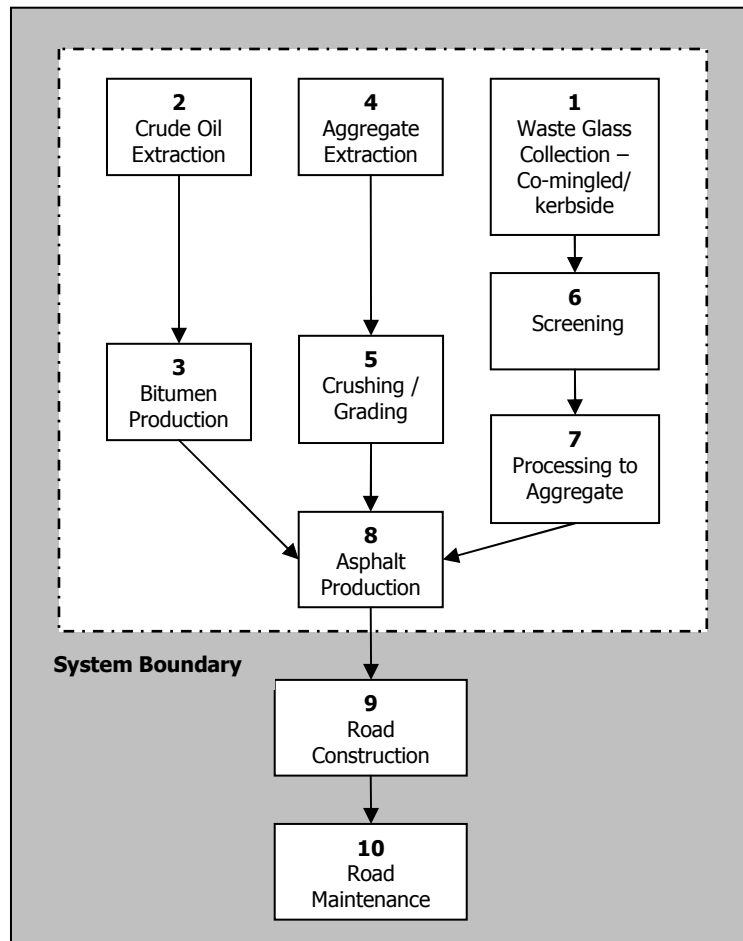 2
Crude Oil
Extraction
4
Aggregate
Extraction
1
Waste Glass
Collection –
Co-mingled/
kerbside
6
Screening
3
Bitumen
Production
5
Crushing /
Grading
7
Processing to
Aggregate
8
Asphalt
Production
System Boundary
9
Road
Construction
10
Road
Maintenance